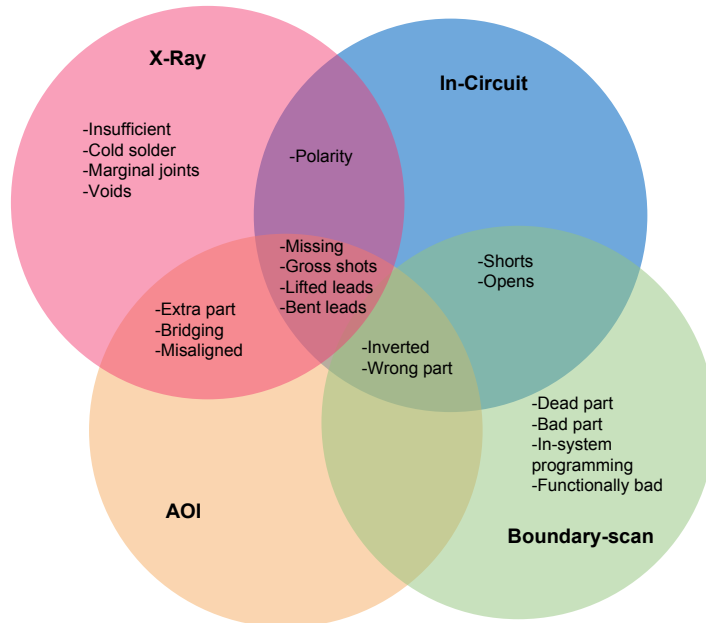 X-Ray
-Insufficient
-Cold solder
-Marginal joints
-Voids
In-Circuit
-Polarity
-Missing
-Gross shots
-Lifted leads
-Bent leads
-Shorts
-Opens
-Extra part
-Bridging
-Misaligned
-Inverted
-Wrong part
-Dead part
-Bad part
-In-system
programming
-Functionally bad
AOI
Boundary-scan